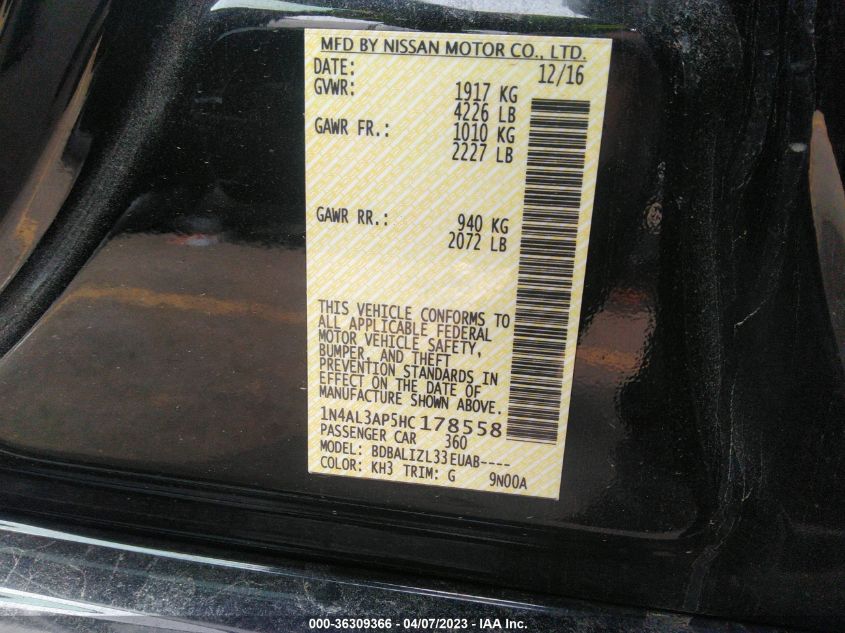 MFD BY NISSAN MOTOR CO., LTD.
DATE: 12/16
GVWR: 1917 KG
4226 LB
GAWR FR.: 1010 KG
2227 LB
GAWR RR.: 940 KG
2072 LB
THIS VEHICLE CONFORMS TO
ALL APPLICABLE FEDERAL
MOTOR VEHICLE SAFETY,
BUMPER, AND THEFT
PREVENTION STANDARDS IN
EFFECT ON THE DATE OF
MANUFACTURE SHOWN ABOVE.
1N4AL3AP5HC178558
PASSENGER CAR 360
MODEL: BDBALIZL33EUAB----
COLOR: KH3 TRIM: G 9N00A
000-36309366 - 04/07/2023 - IAA Inc.